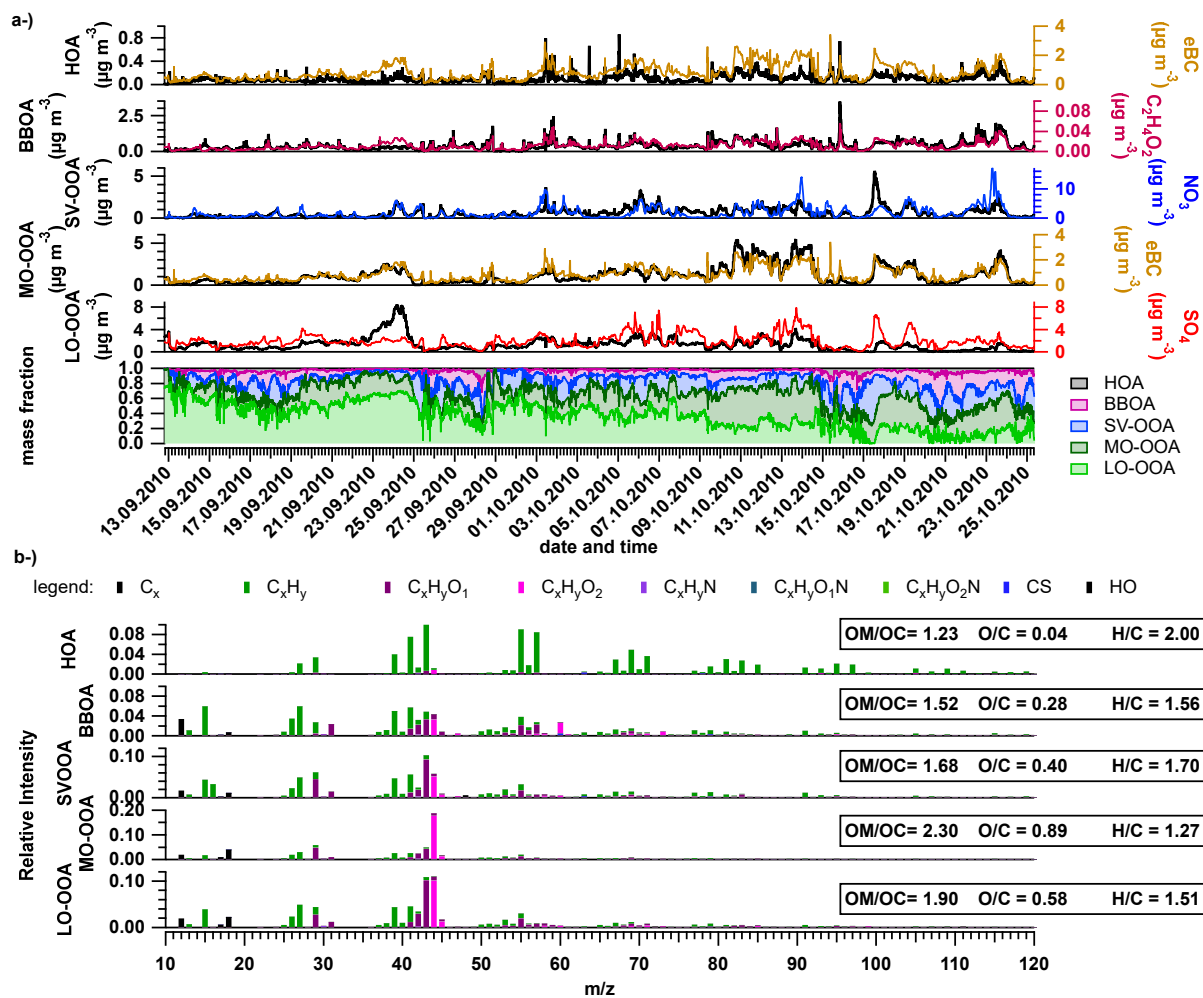 a-)
HOA
(µg m⁻³)
0.8
0.4
0.0
4
2
0
eBC
(µg m⁻³)
BBOA
(µg m⁻³)
2.5
0.0
0.08
0.04
0.00
C₂H₄O₂
(µg m⁻³)
SV-OOA
(µg m⁻³)
5
0
10
0
NO₃
(µg m⁻³)
MO-OOA
(µg m⁻³)
5
0
4
2
0
eBC
(µg m⁻³)
LO-OOA
(µg m⁻³)
8
4
0
8
4
0
SO₄
(µg m⁻³)
mass fraction
1.0
0.8
0.6
0.4
0.2
0.0
HOA
BBOA
SV-OOA
MO-OOA
LO-OOA
13.09.2010
15.09.2010
17.09.2010
19.09.2010
21.09.2010
23.09.2010
25.09.2010
27.09.2010
29.09.2010
01.10.2010
03.10.2010
05.10.2010
07.10.2010
09.10.2010
11.10.2010
13.10.2010
15.10.2010
17.10.2010
19.10.2010
21.10.2010
23.10.2010
25.10.2010
date and time
b-)
legend: Cₓ CₓHᵧ CₓHᵧO₁ CₓHᵧO₂ CₓHᵧN CₓHᵧO₁N CₓHᵧO₂N CS HO
Relative Intensity
HOA
0.08
0.04
0.00
OM/OC= 1.23 O/C = 0.04 H/C = 2.00
BBOA
0.08
0.04
0.00
OM/OC= 1.52 O/C = 0.28 H/C = 1.56
SVOOA
0.10
0.00
OM/OC= 1.68 O/C = 0.40 H/C = 1.70
MO-OOA
0.20
0.20
0.10
0.00
OM/OC= 2.30 O/C = 0.89 H/C = 1.27
LO-OOA
0.10
0.00
OM/OC= 1.90 O/C = 0.58 H/C = 1.51
10 20 30 40 50 60 70 80 90 100 110 120
m/z